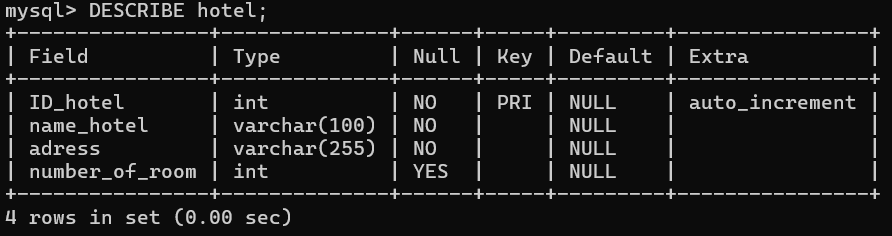 mysql> DESCRIBE hotel;
+----------------+--------------+------+-----+---------+----------------+
| Field          | Type         | Null | Key | Default | Extra          |
+----------------+--------------+------+-----+---------+----------------+
| ID_hotel       | int          | NO   | PRI | NULL    | auto_increment |
| name_hotel     | varchar(100) | NO   |     | NULL    |                |
| adress         | varchar(255) | NO   |     | NULL    |                |
| number_of_room | int          | YES  |     | NULL    |                |
+----------------+--------------+------+-----+---------+----------------+
4 rows in set (0.00 sec)